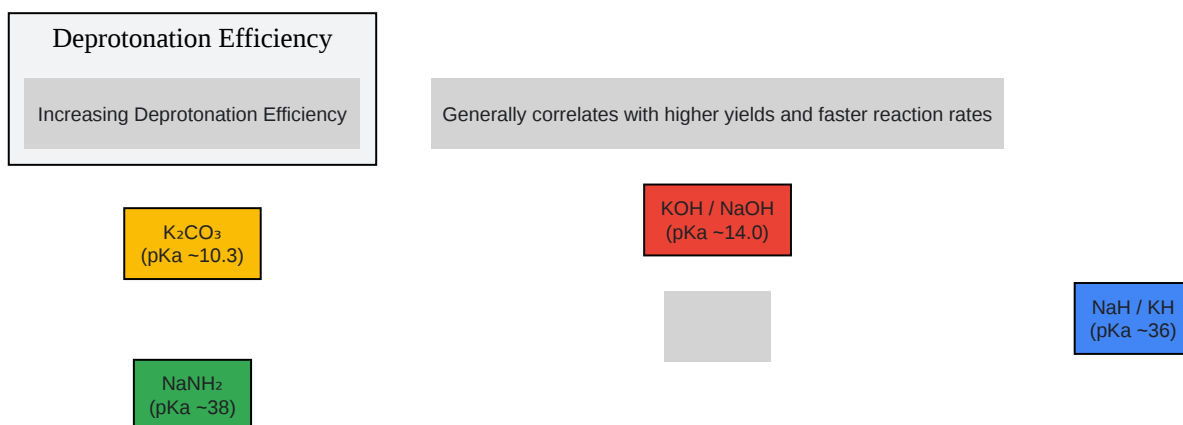 Deprotonation Efficiency
Increasing Deprotonation Efficiency
Generally correlates with higher yields and faster reaction rates
K₂CO₃
(pKa ~10.3)
KOH / NaOH
(pKa ~14.0)
NaH / KH
(pKa ~36)
NaNH₂
(pKa ~38)